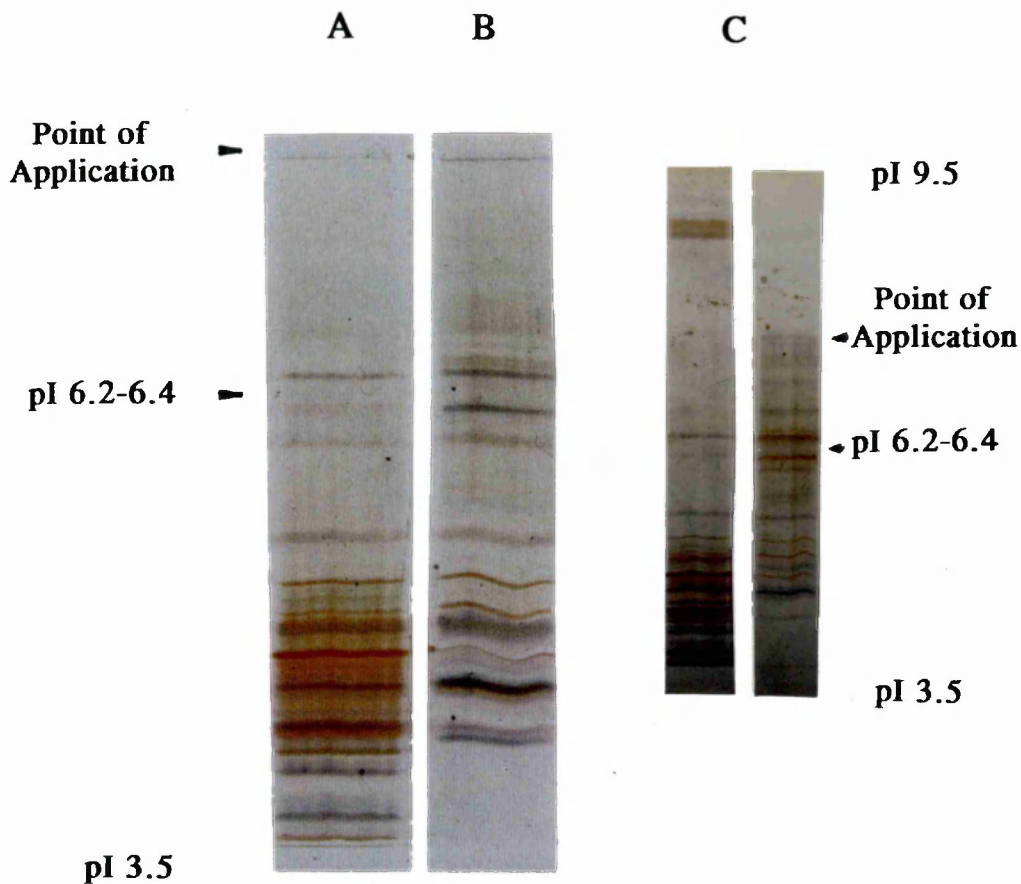 A
B
C
Point of
Application
pI 9.5
Point of
Application
pI 6.2-6.4
pI 6.2-6.4
pI 3.5
pI 3.5